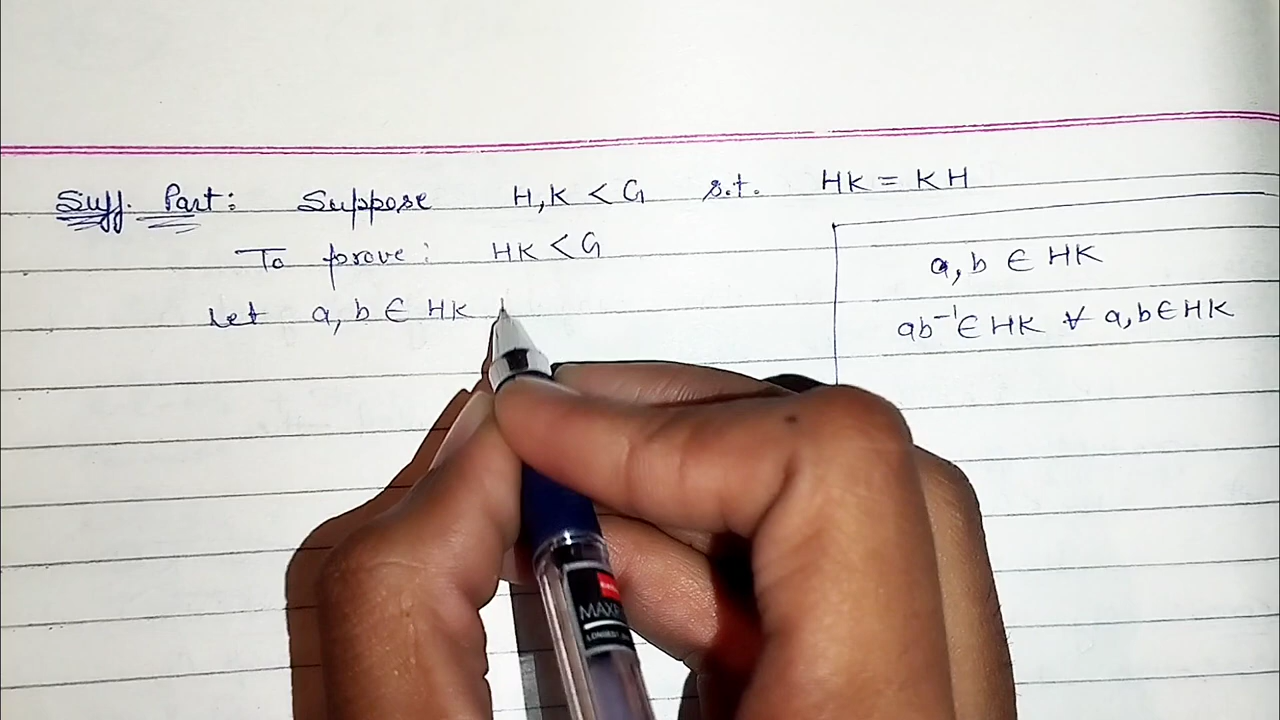 Suff. Part: Suppose H,K < G s.t. HK = KH
To prove: HK < G
Let a, b ∈ HK
a, b ∈ HK
ab⁻¹ ∈ HK ∀ a,b ∈ HK